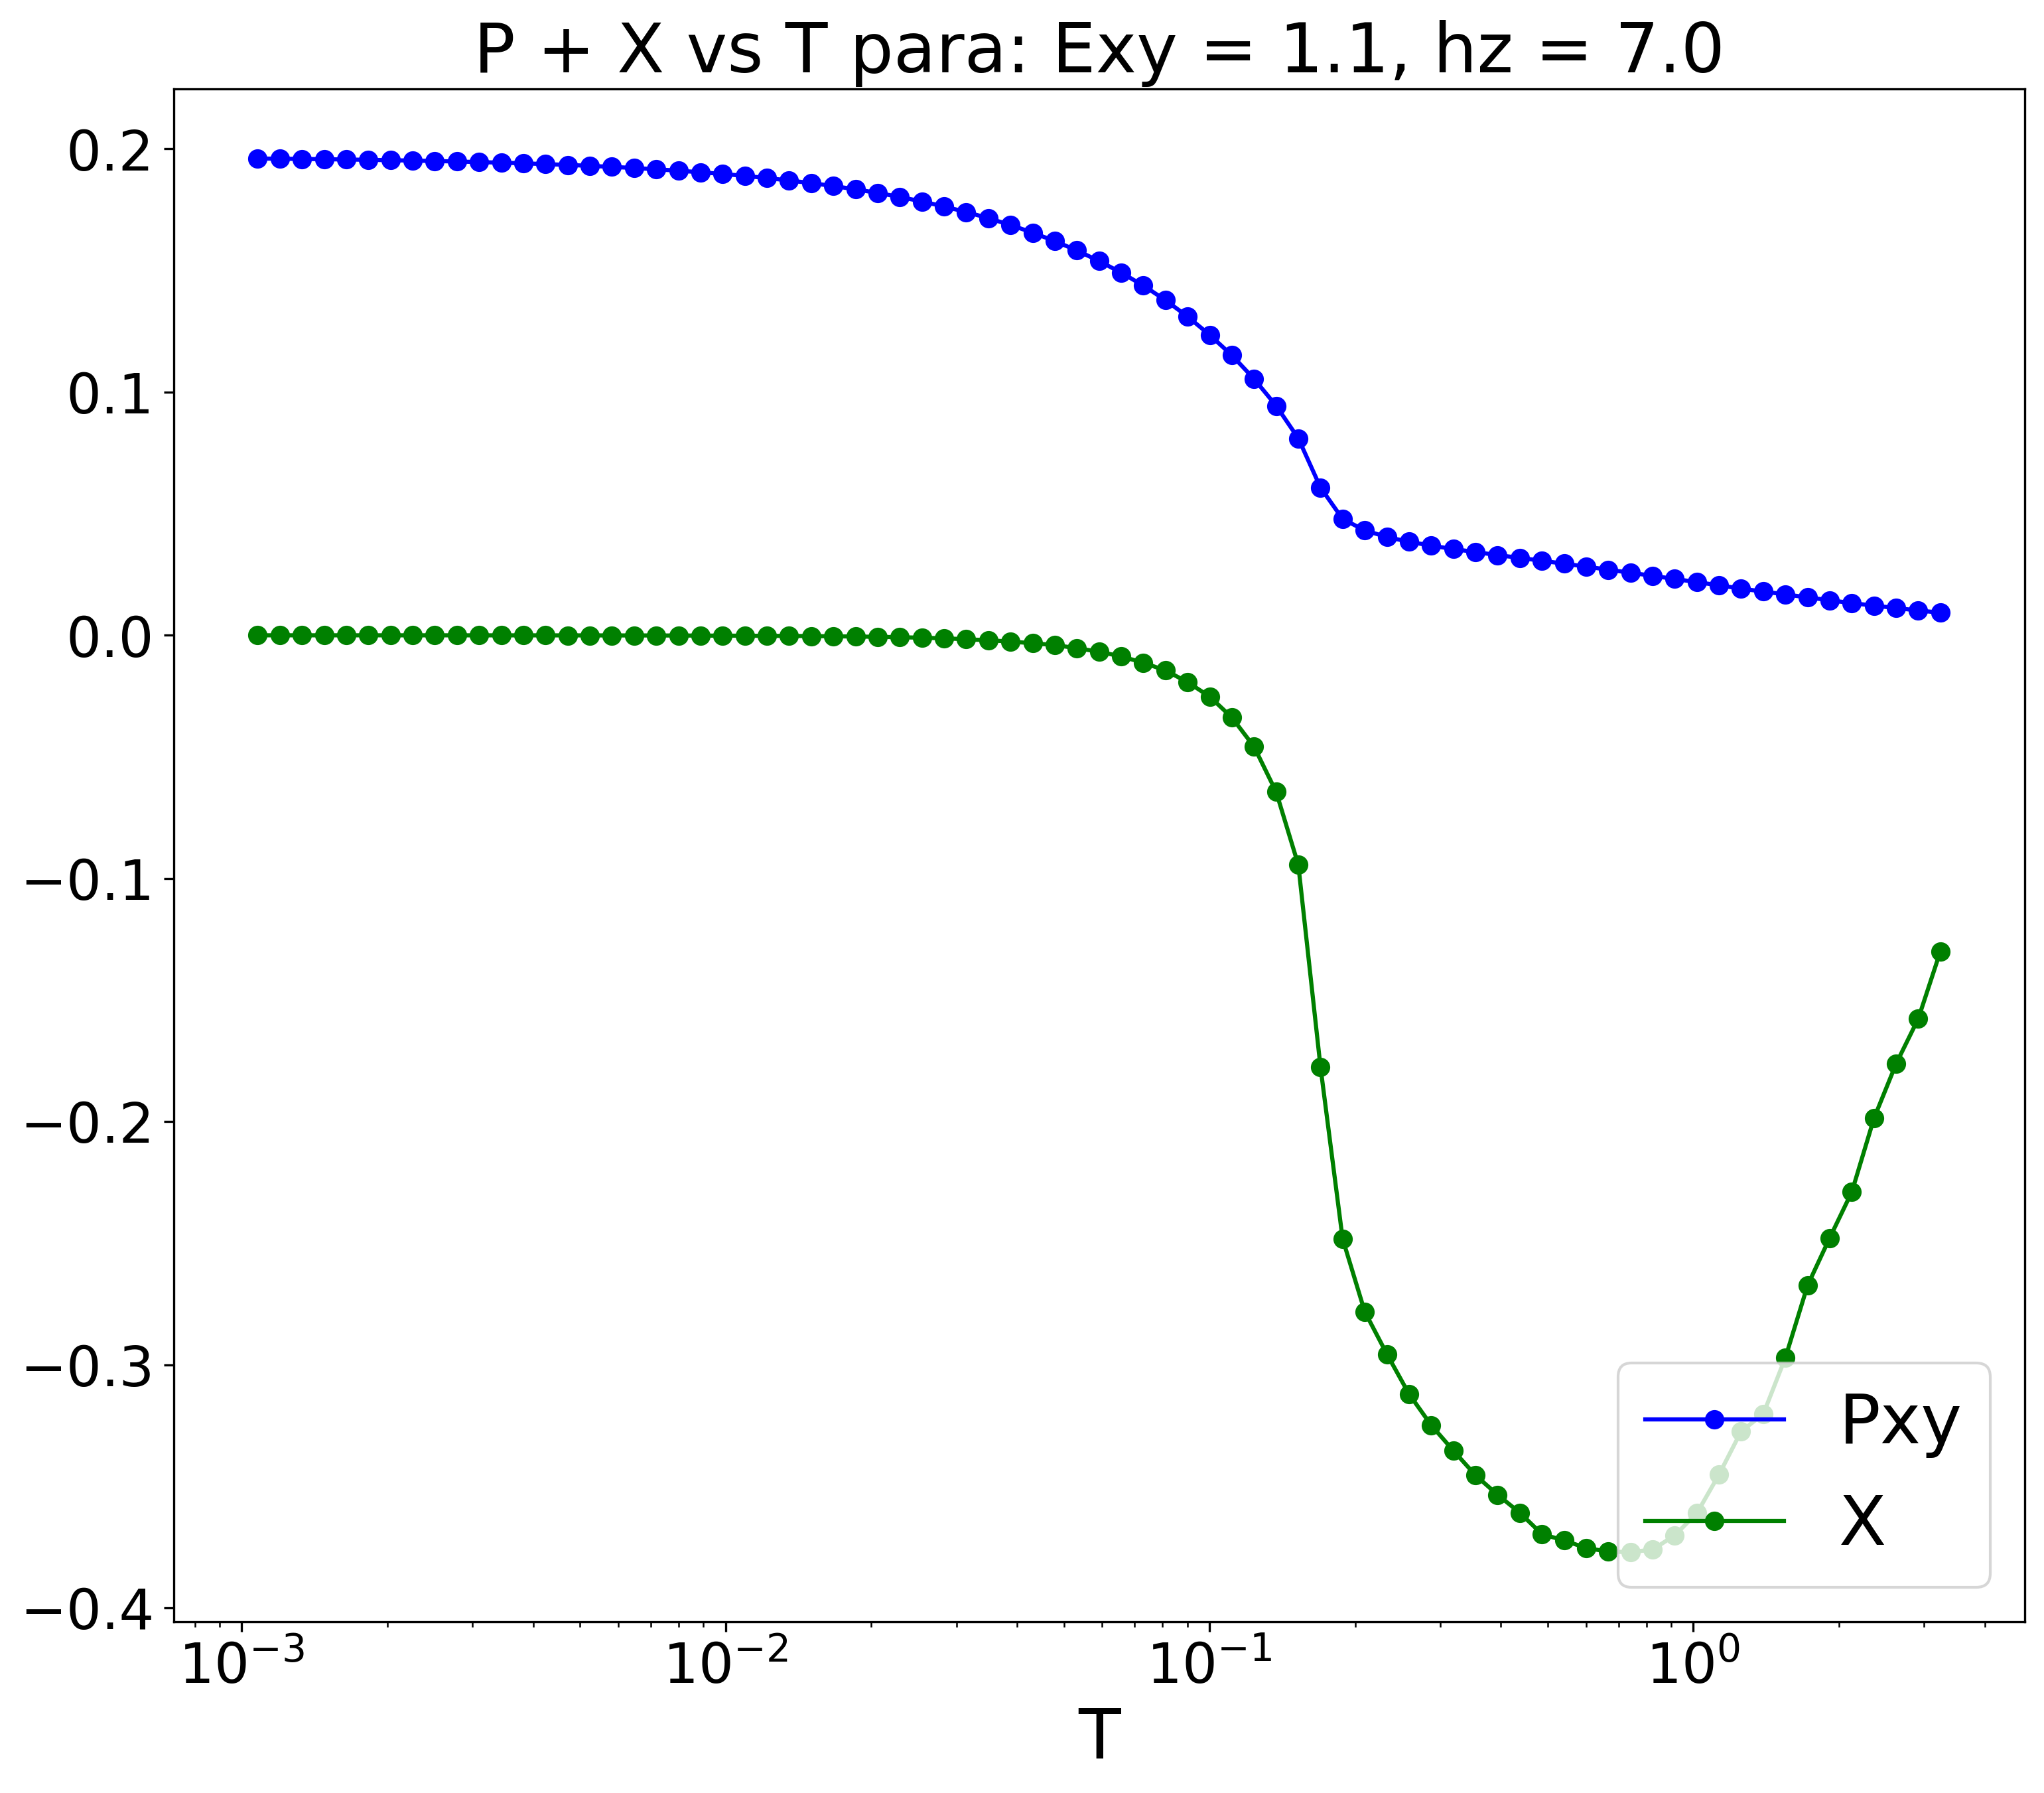 P + X vs T para: Exy = 1.1, hz = 7.0
0.2
0.1
0.0
−0.1
−0.2
−0.3
−0.4
Pxy
X
10⁻³ 10⁻² 10⁻¹ 10⁰
T